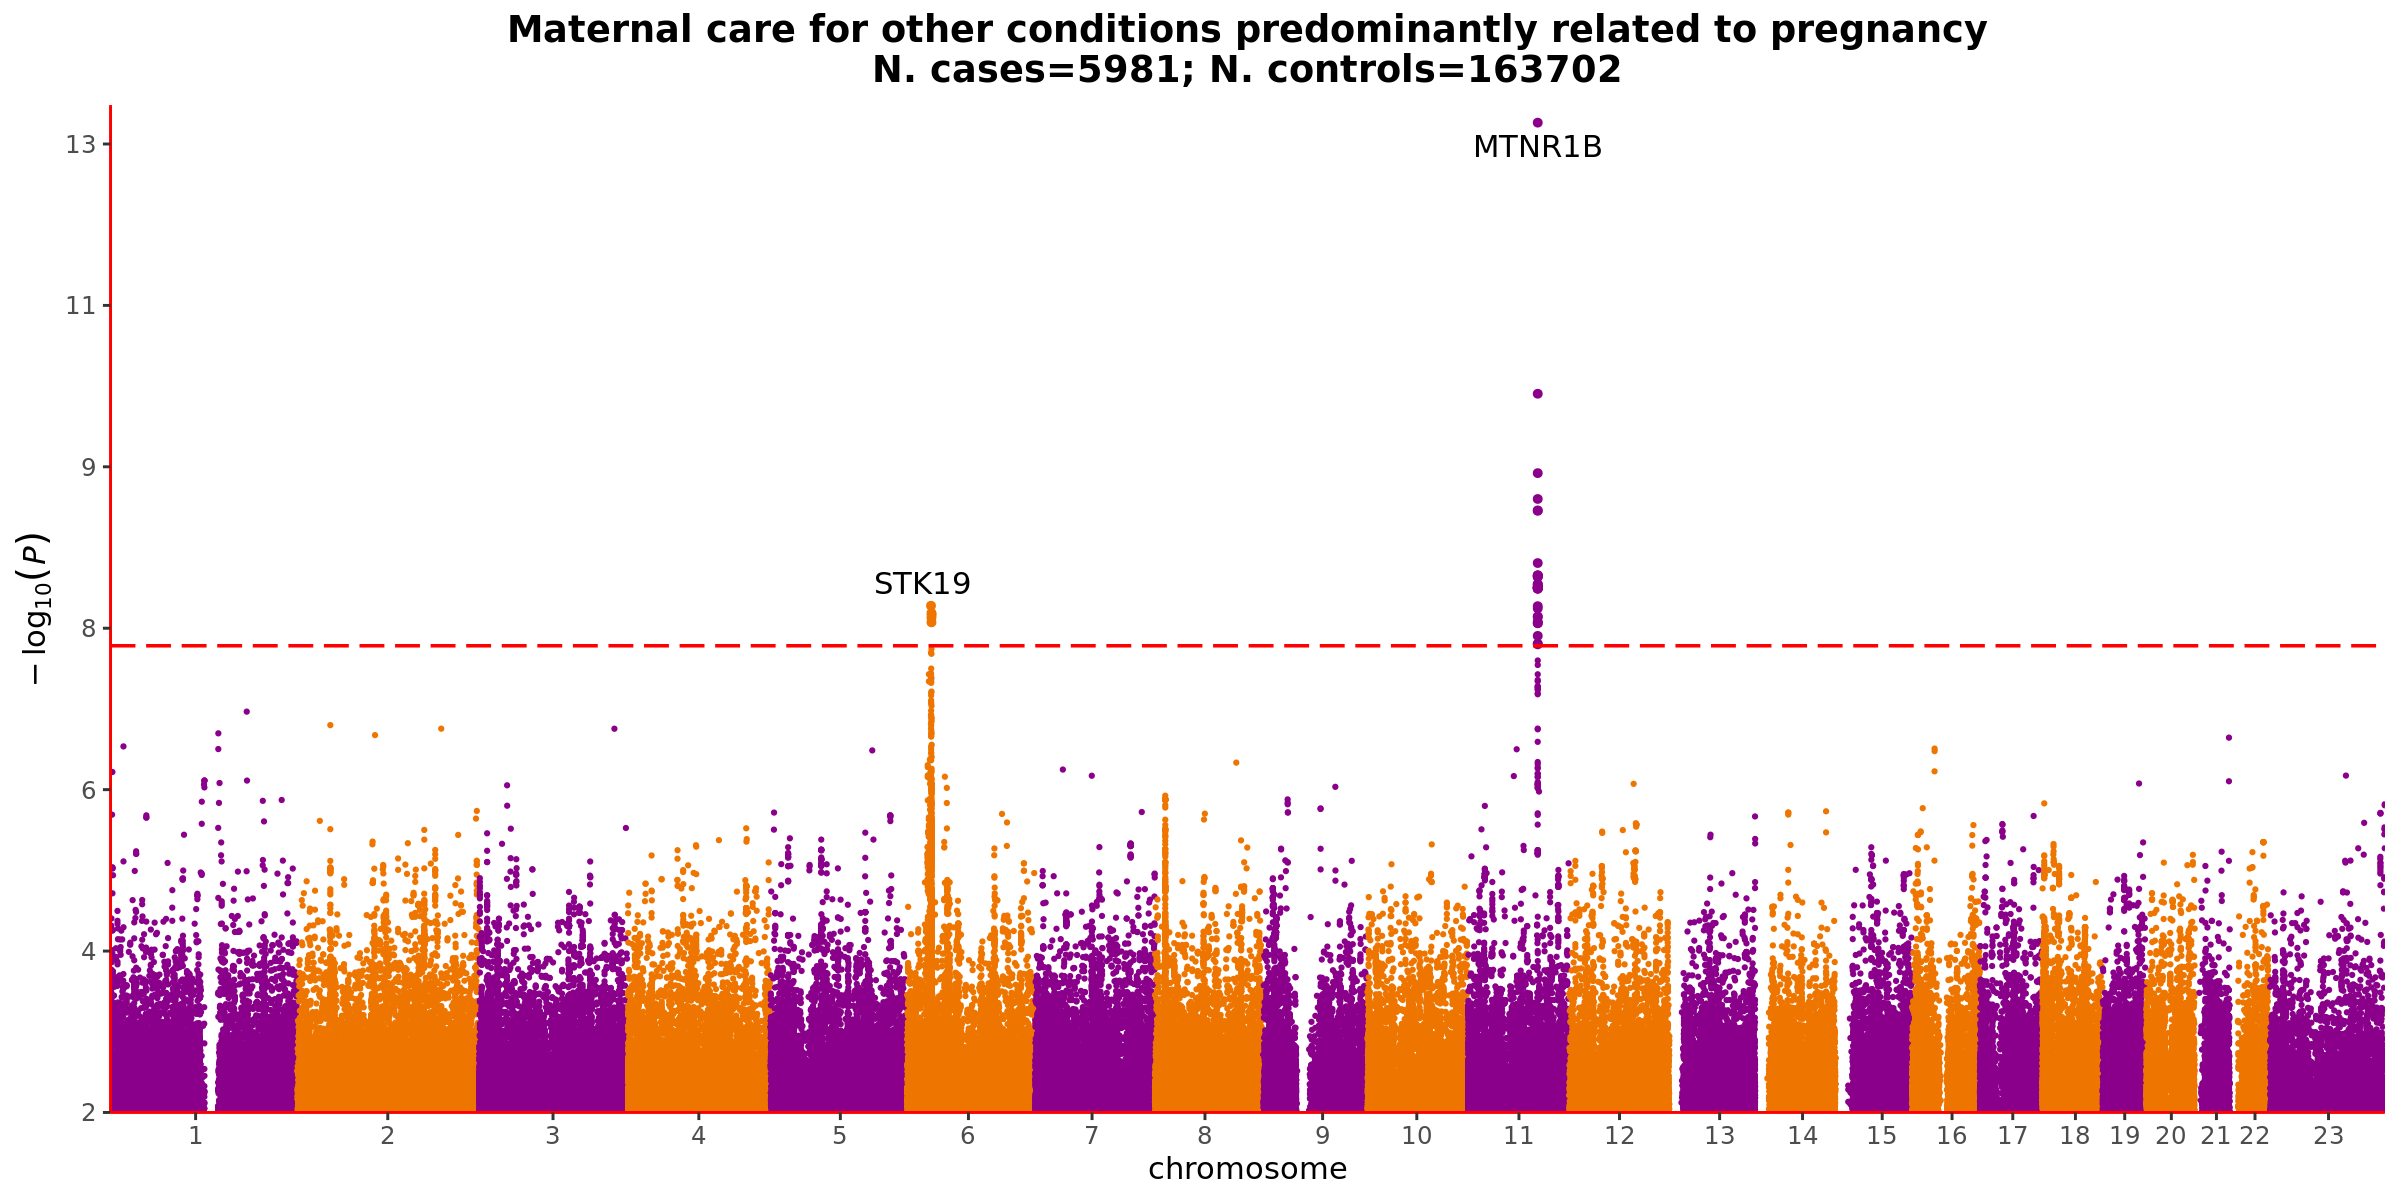 Maternal care for other conditions predominantly related to pregnancy
N. cases=5981; N. controls=163702
13
MTNR1B
11
9
STK19
8
6
4
2
−log10(P)
1 2 3 4 5 6 7 8 9 10 11 12 13 14 15 16 17 18 19 20 21 22 23
chromosome